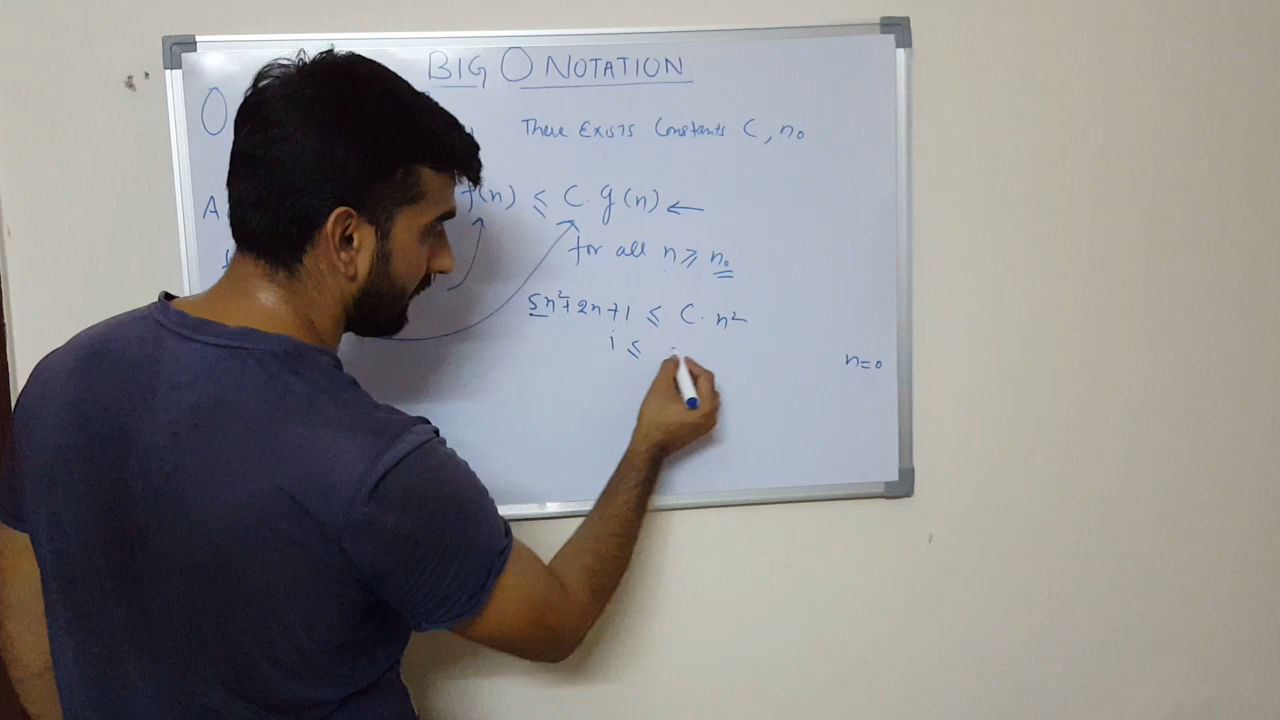 BIG O NOTATION
O
There Exists Constants C, n₀
A
f(n) ≤ C. g(n) ←
for all n ≥ n₀
5n²+2n+1 ≤ C. n²
1 ≤
n=0